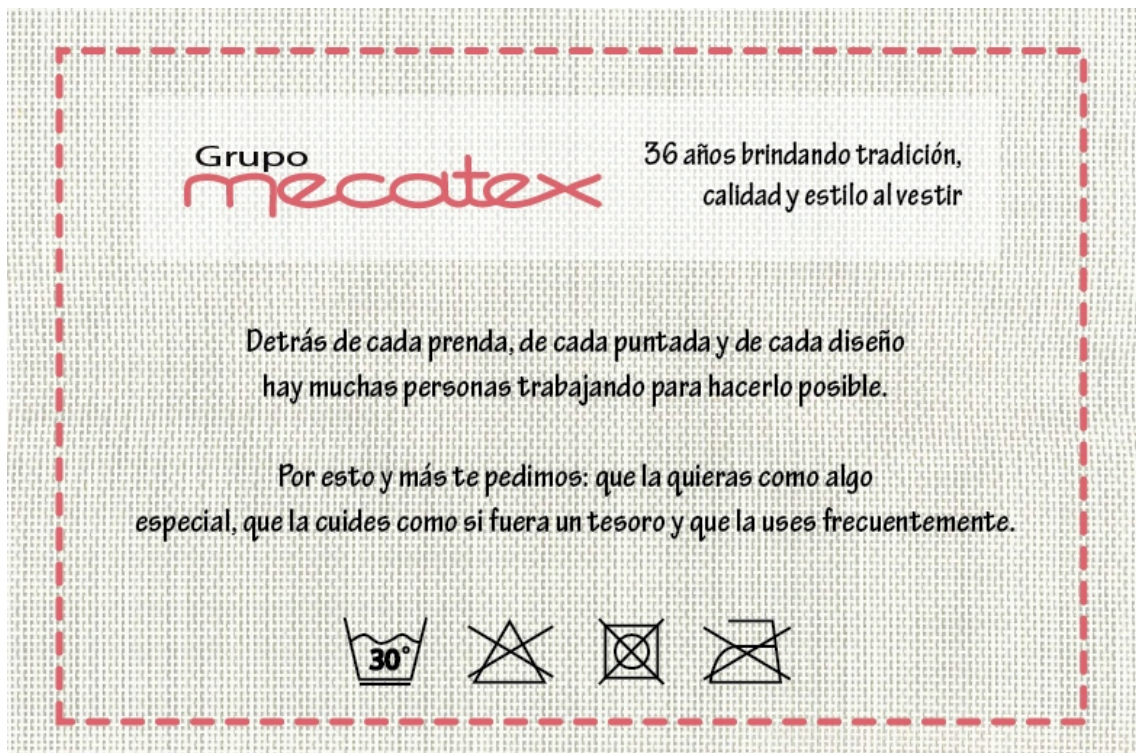 Grupo
mecatex
36 años brindando tradición,
calidad y estilo al vestir
Detrás de cada prenda, de cada puntada y de cada diseño
hay muchas personas trabajando para hacerlo posible.
Por esto y más te pedimos: que la quieras como algo
especial, que la cuides como si fuera un tesoro y que la uses frecuentemente.
30°